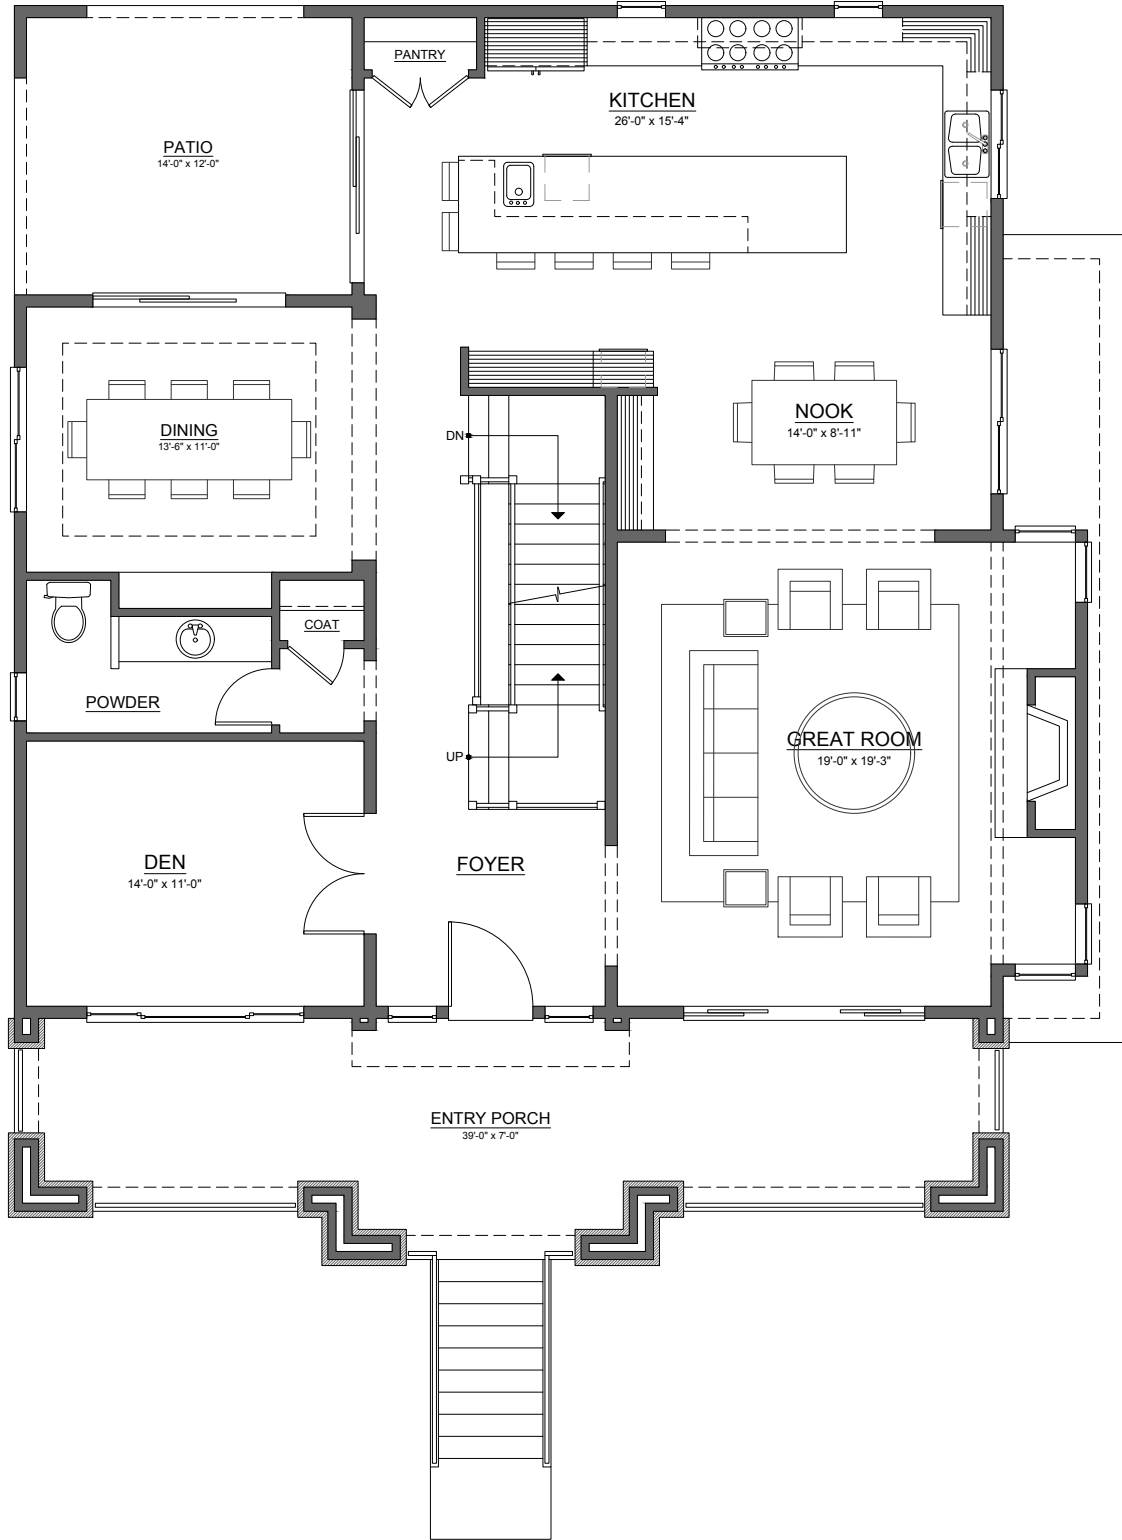 PANTRY
KITCHEN
26'-0" x 15'-4"
PATIO
14'-0" x 12'-0"
DINING
13'-6" x 11'-0"
DN
NOOK
14'-0" x 8'-11"
COAT
POWDER
UP
GREAT ROOM
19'-0" x 19'-3"
DEN
14'-0" x 11'-0"
FOYER
ENTRY PORCH
39'-0" x 7'-0"